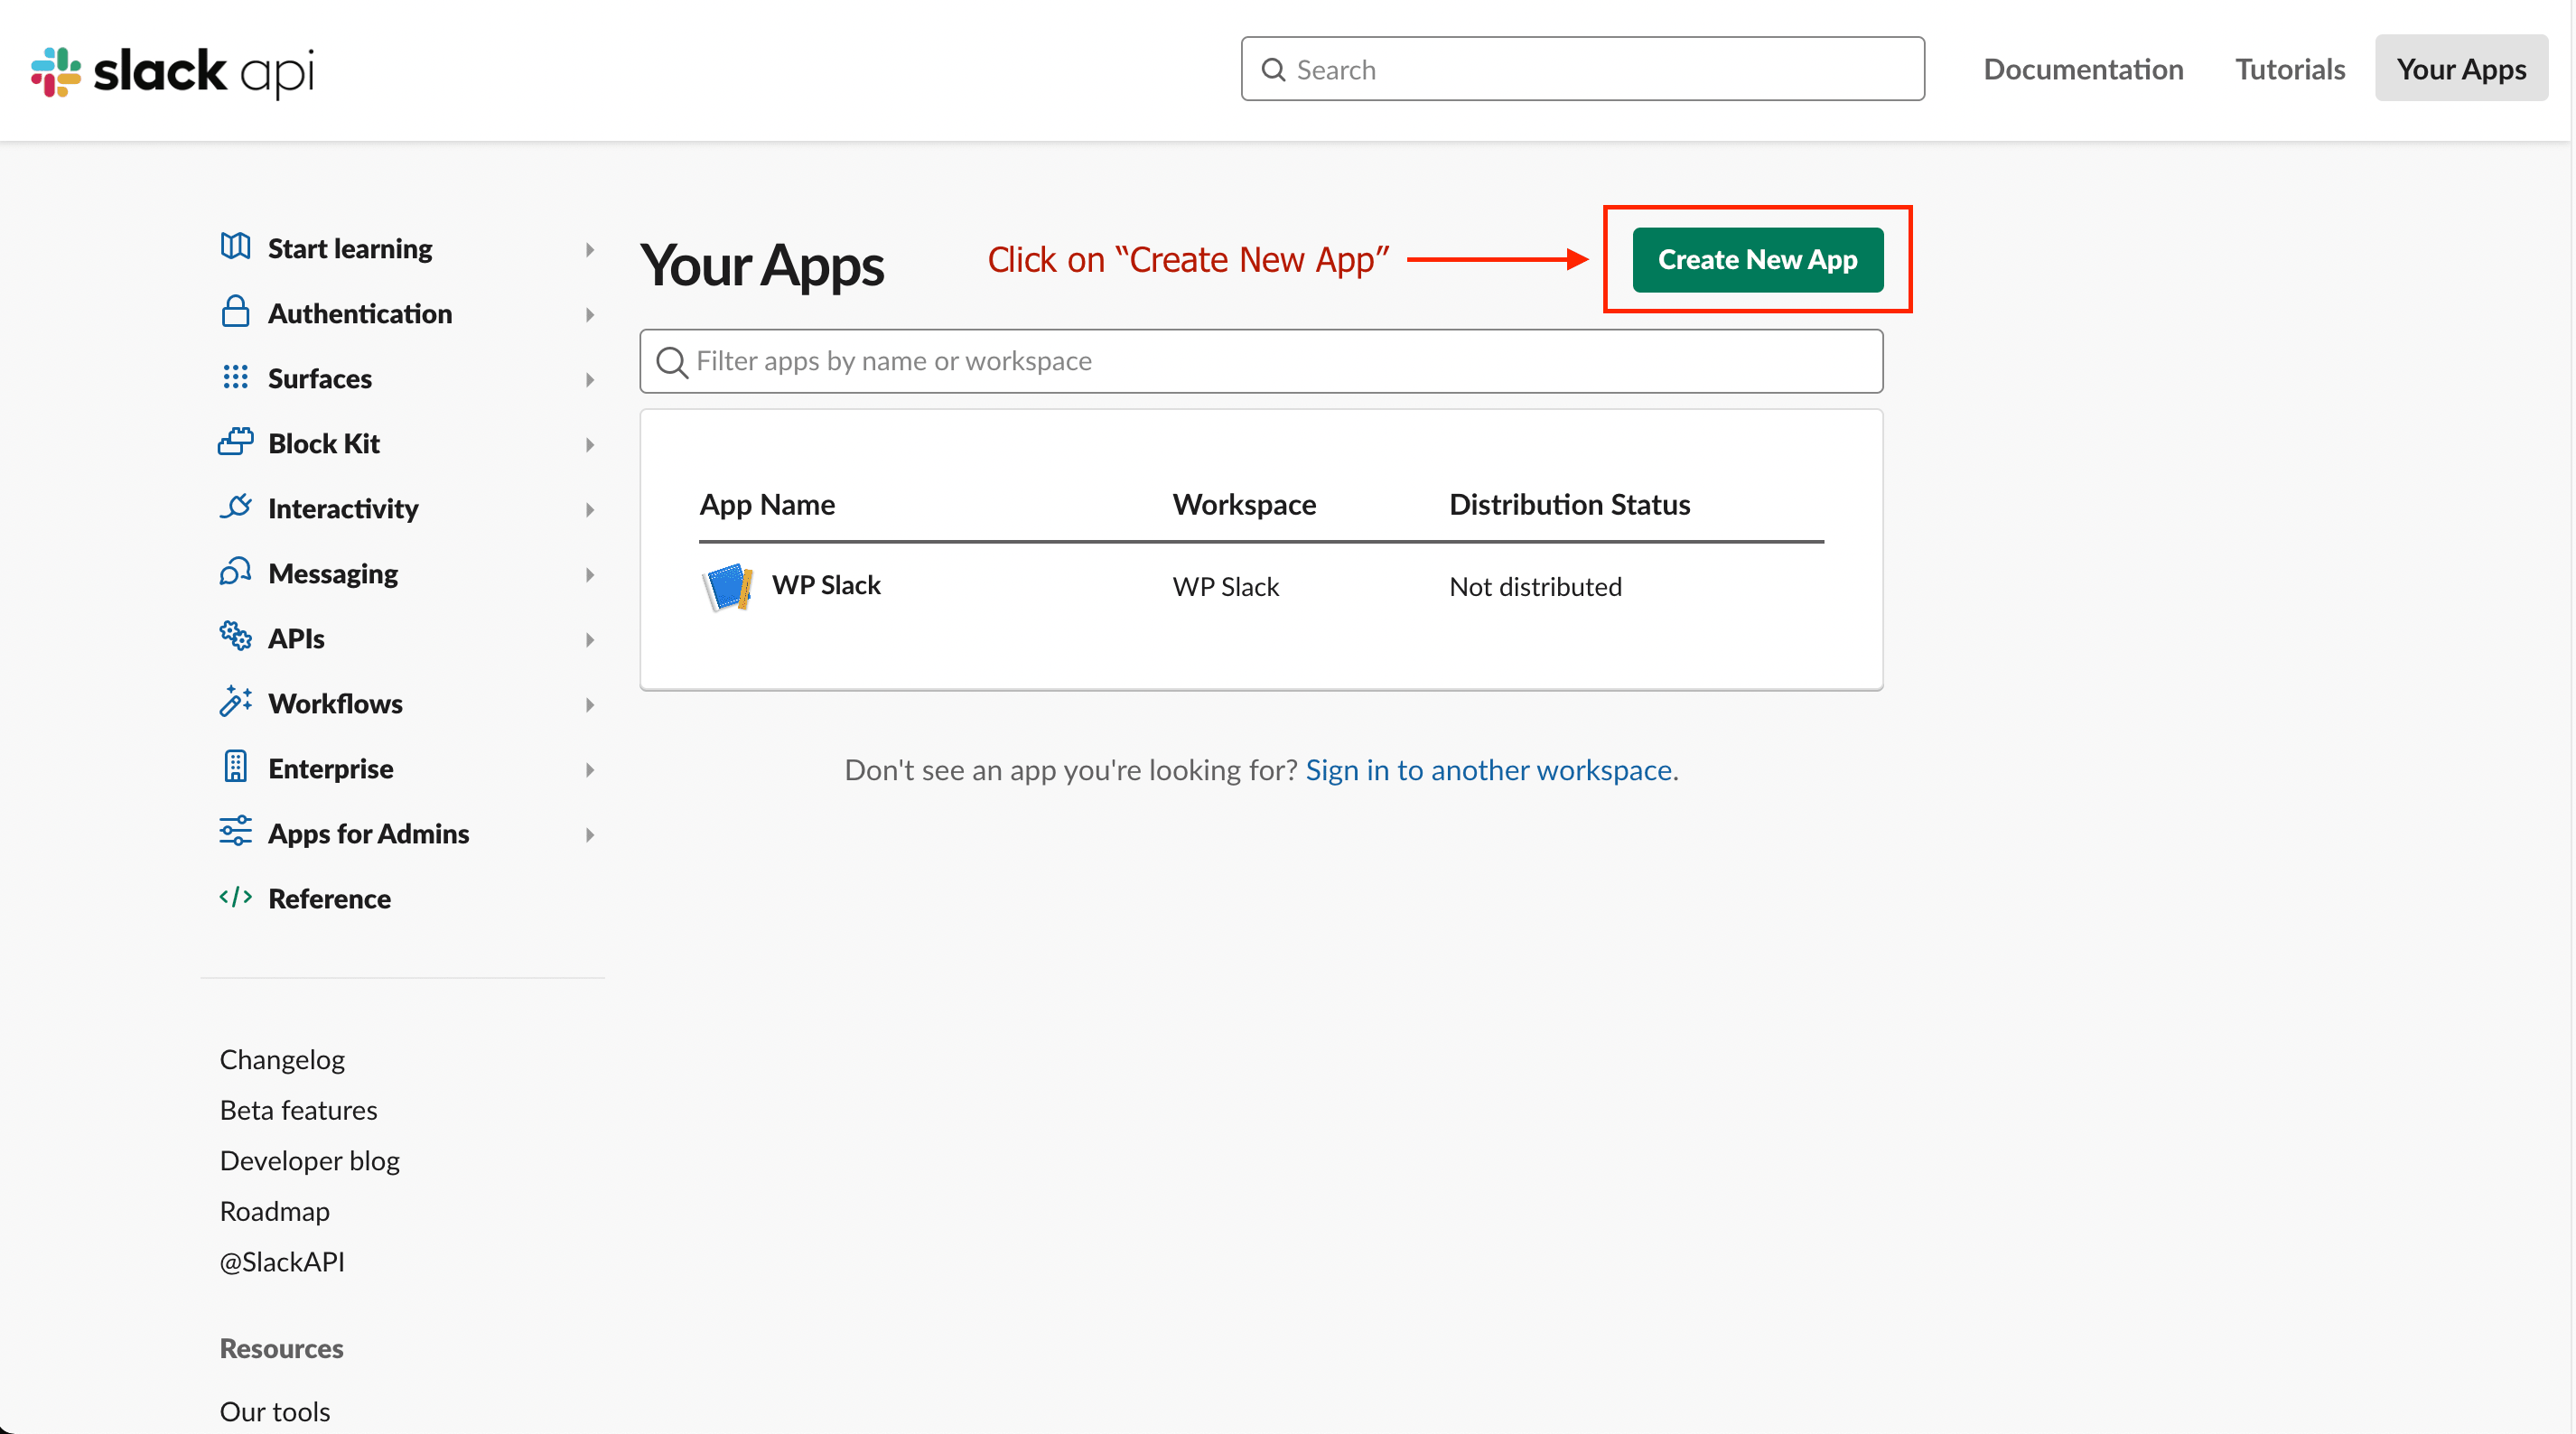 slack api
Search
Documentation
Tutorials
Your Apps
Start learning
Authentication
Surfaces
Block Kit
Interactivity
Messaging
APIs
Workflows
Enterprise
Apps for Admins
Reference
Changelog
Beta features
Developer blog
Roadmap
@SlackAPI
Resources
Our tools
Your Apps
Click on “Create New App”
Create New App
Filter apps by name or workspace
App Name Workspace Distribution Status
WP Slack WP Slack Not distributed
Don't see an app you're looking for? Sign in to another workspace.